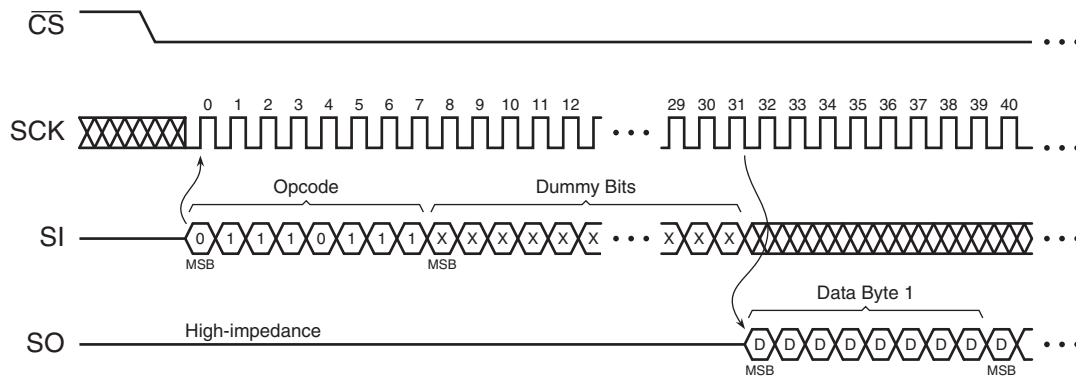 CS
SCK
0 1 2 3 4 5 6 7 8 9 10 11 12 29 30 31 32 33 34 35 36 37 38 39 40
Opcode Dummy Bits
SI
0 1 1 1 0 1 1 1 X X X X X X X X X
MSB MSB
Data Byte 1
High-impedance
SO
D D D D D D D D D
MSB MSB